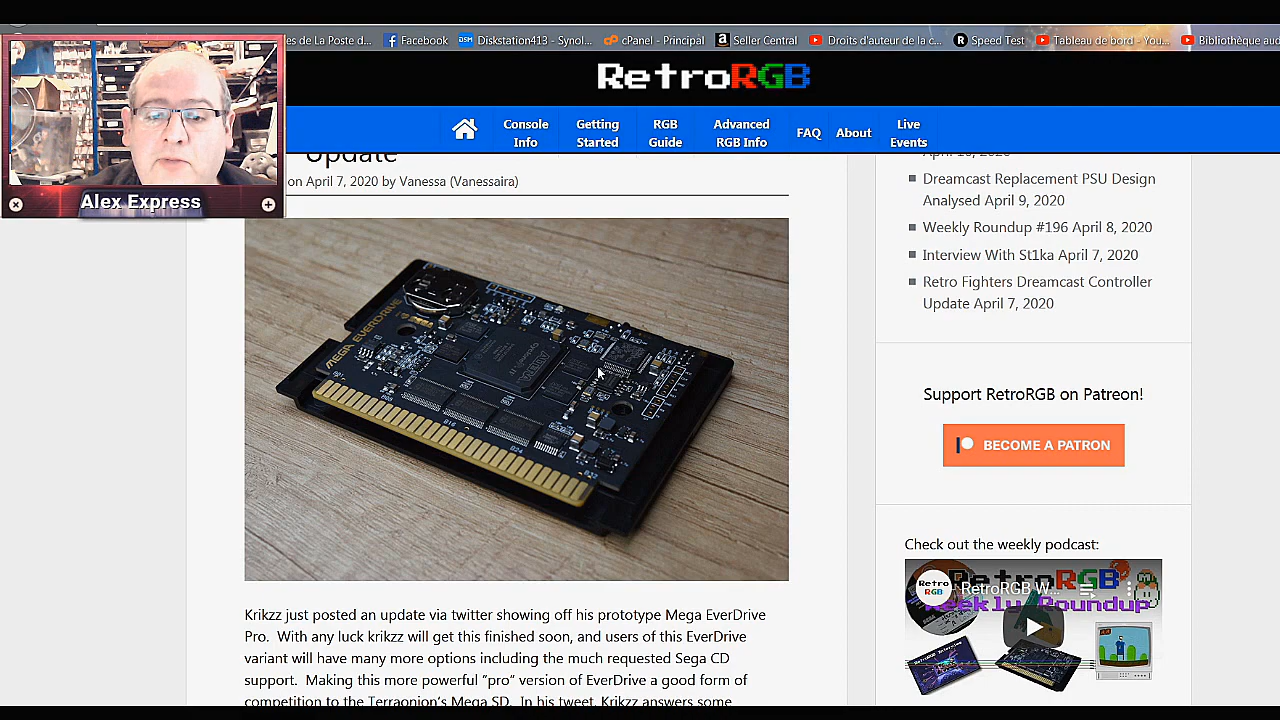 es de La Poste d...
Facebook
DSM Diskstation413 - Synol...
cPanel - Principal
Seller Central
Droits d'auteur de la c...
R Speed Test
Tableau de bord - You...
Bibliothèque aud
RetroRGB
Console Info
Getting Started
RGB Guide
Advanced RGB Info
FAQ
About
Live Events
Alex Express
Update
on April 7, 2020 by Vanessa (Vanessaira)
MEGA EVERDRIVE
Krikzz just posted an update via twitter showing off his prototype Mega EverDrive
Pro. With any luck krikzz will get this finished soon, and users of this EverDrive
variant will have many more options including the much requested Sega CD
support. Making this more powerful "pro" version of EverDrive a good form of
competition to the Terraonion's Mega SD. In his tweet, Krikzz answers some
April 10, 2020
Dreamcast Replacement PSU Design
Analysed April 9, 2020
Weekly Roundup #196 April 8, 2020
Interview With St1ka April 7, 2020
Retro Fighters Dreamcast Controller
Update April 7, 2020
Support RetroRGB on Patreon!
BECOME A PATRON
Check out the weekly podcast:
Retro RGB
RetroRGB W...
RetroRGB
Weekly Roundup